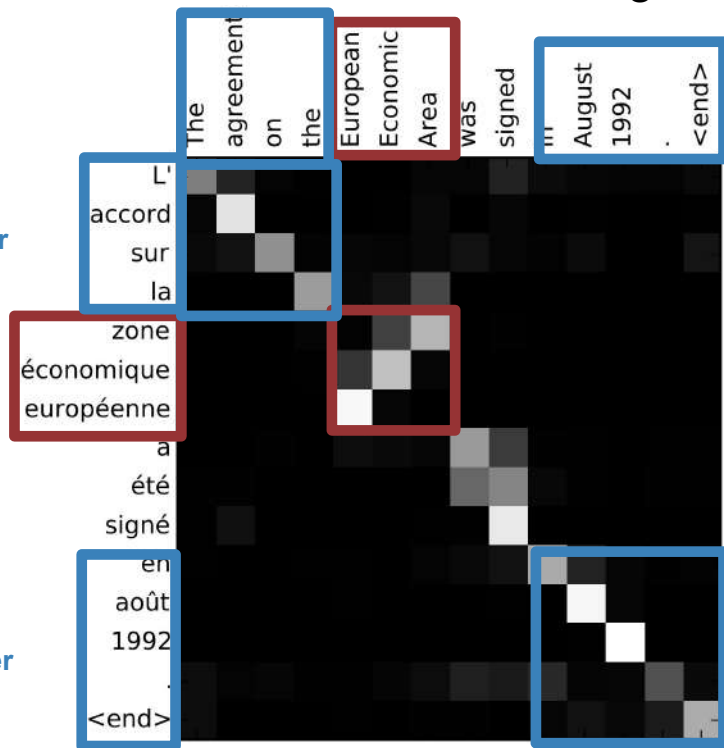 The
agreement
on
the
European
Economic
Area
was
signed
in
August
1992
.
<end>
L'
accord
sur
la
zone
économique
européenne
a
été
signé
en
août
1992
.
<end>